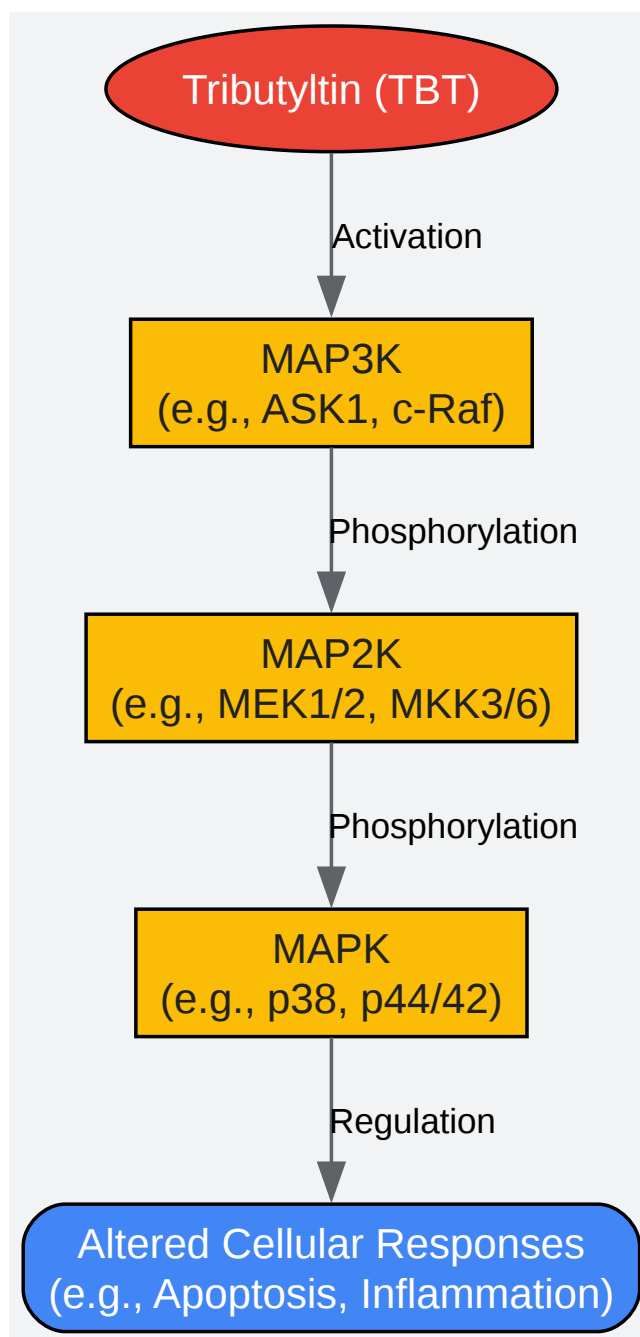 Tributyltin (TBT)
Activation
MAP3K
(e.g., ASK1, c-Raf)
Phosphorylation
MAP2K
(e.g., MEK1/2, MKK3/6)
Phosphorylation
MAPK
(e.g., p38, p44/42)
Regulation
Altered Cellular Responses
(e.g., Apoptosis, Inflammation)